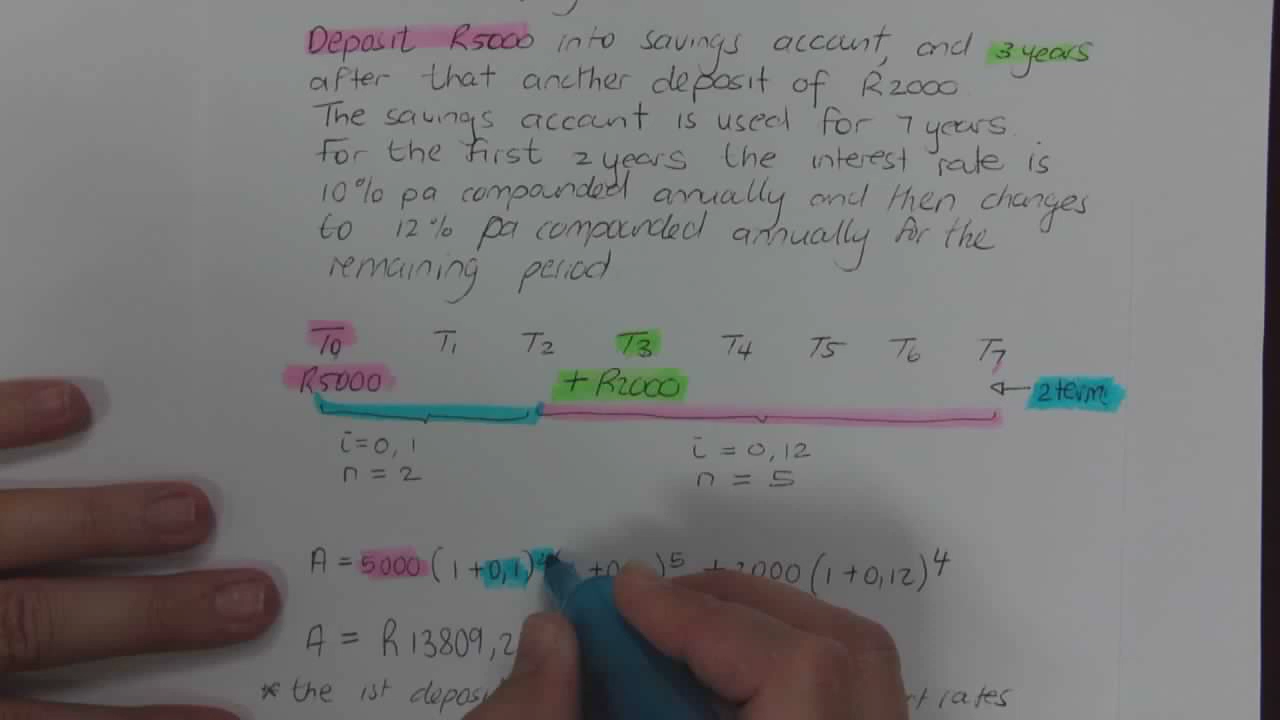 Deposit R5000 into savings account, and 3 years
after that another deposit of R2000
The savings account is used for 7 years.
For the first 2 years the interest rate is
10% pa compounded annually and then changes
to 12% pa compounded annually for the
remaining period
T0 T1 T2 T3 T4 T5 T6 T7
R5000 + R2000 ← 2 term
i=0,1 i = 0,12
n = 2 n = 5
A = 5000 (1+0,1) +0 )5 + 2000 (1+0,12)4
A = R13809,2
* the 1st rates